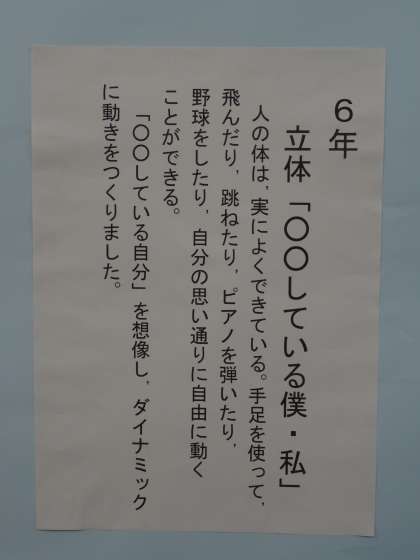 ６年
立体「〇〇している僕・私」
人の体は，実によくできている。手足を使って，
飛んだり，跳ねたり，ピアノを弾いたり，
野球をしたり，自分の思い通りに自由に動く
ことができる。
「〇〇している自分」を想像し，ダイナミック
に動きをつくりました。